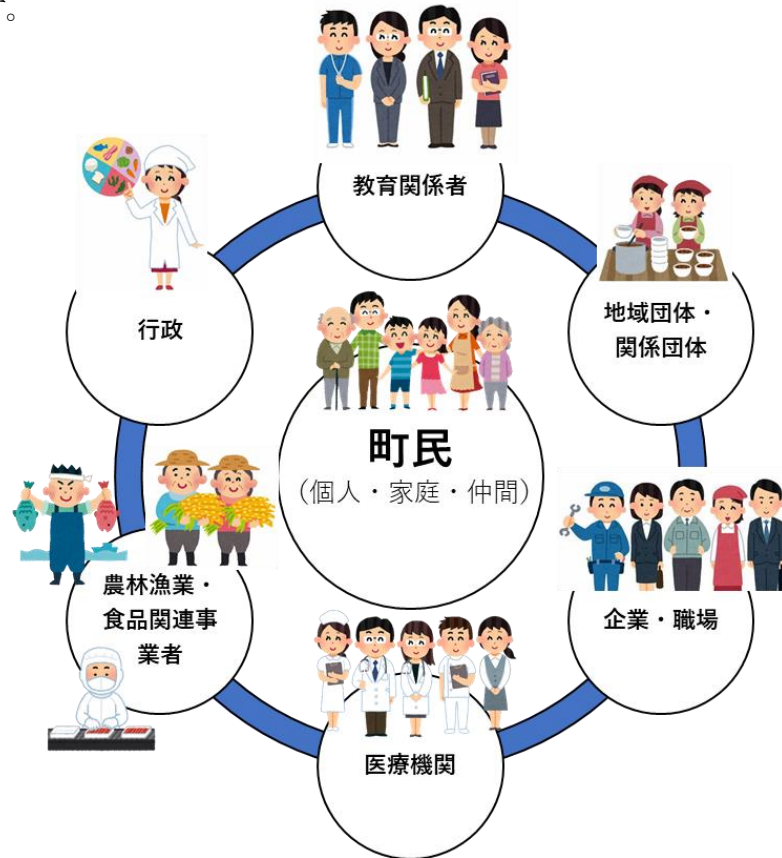 。
教育関係者
行政
地域団体・
関係団体
町民
（個人・家庭・仲間）
農林漁業・
食品関連事
業者
企業・職場
医療機関